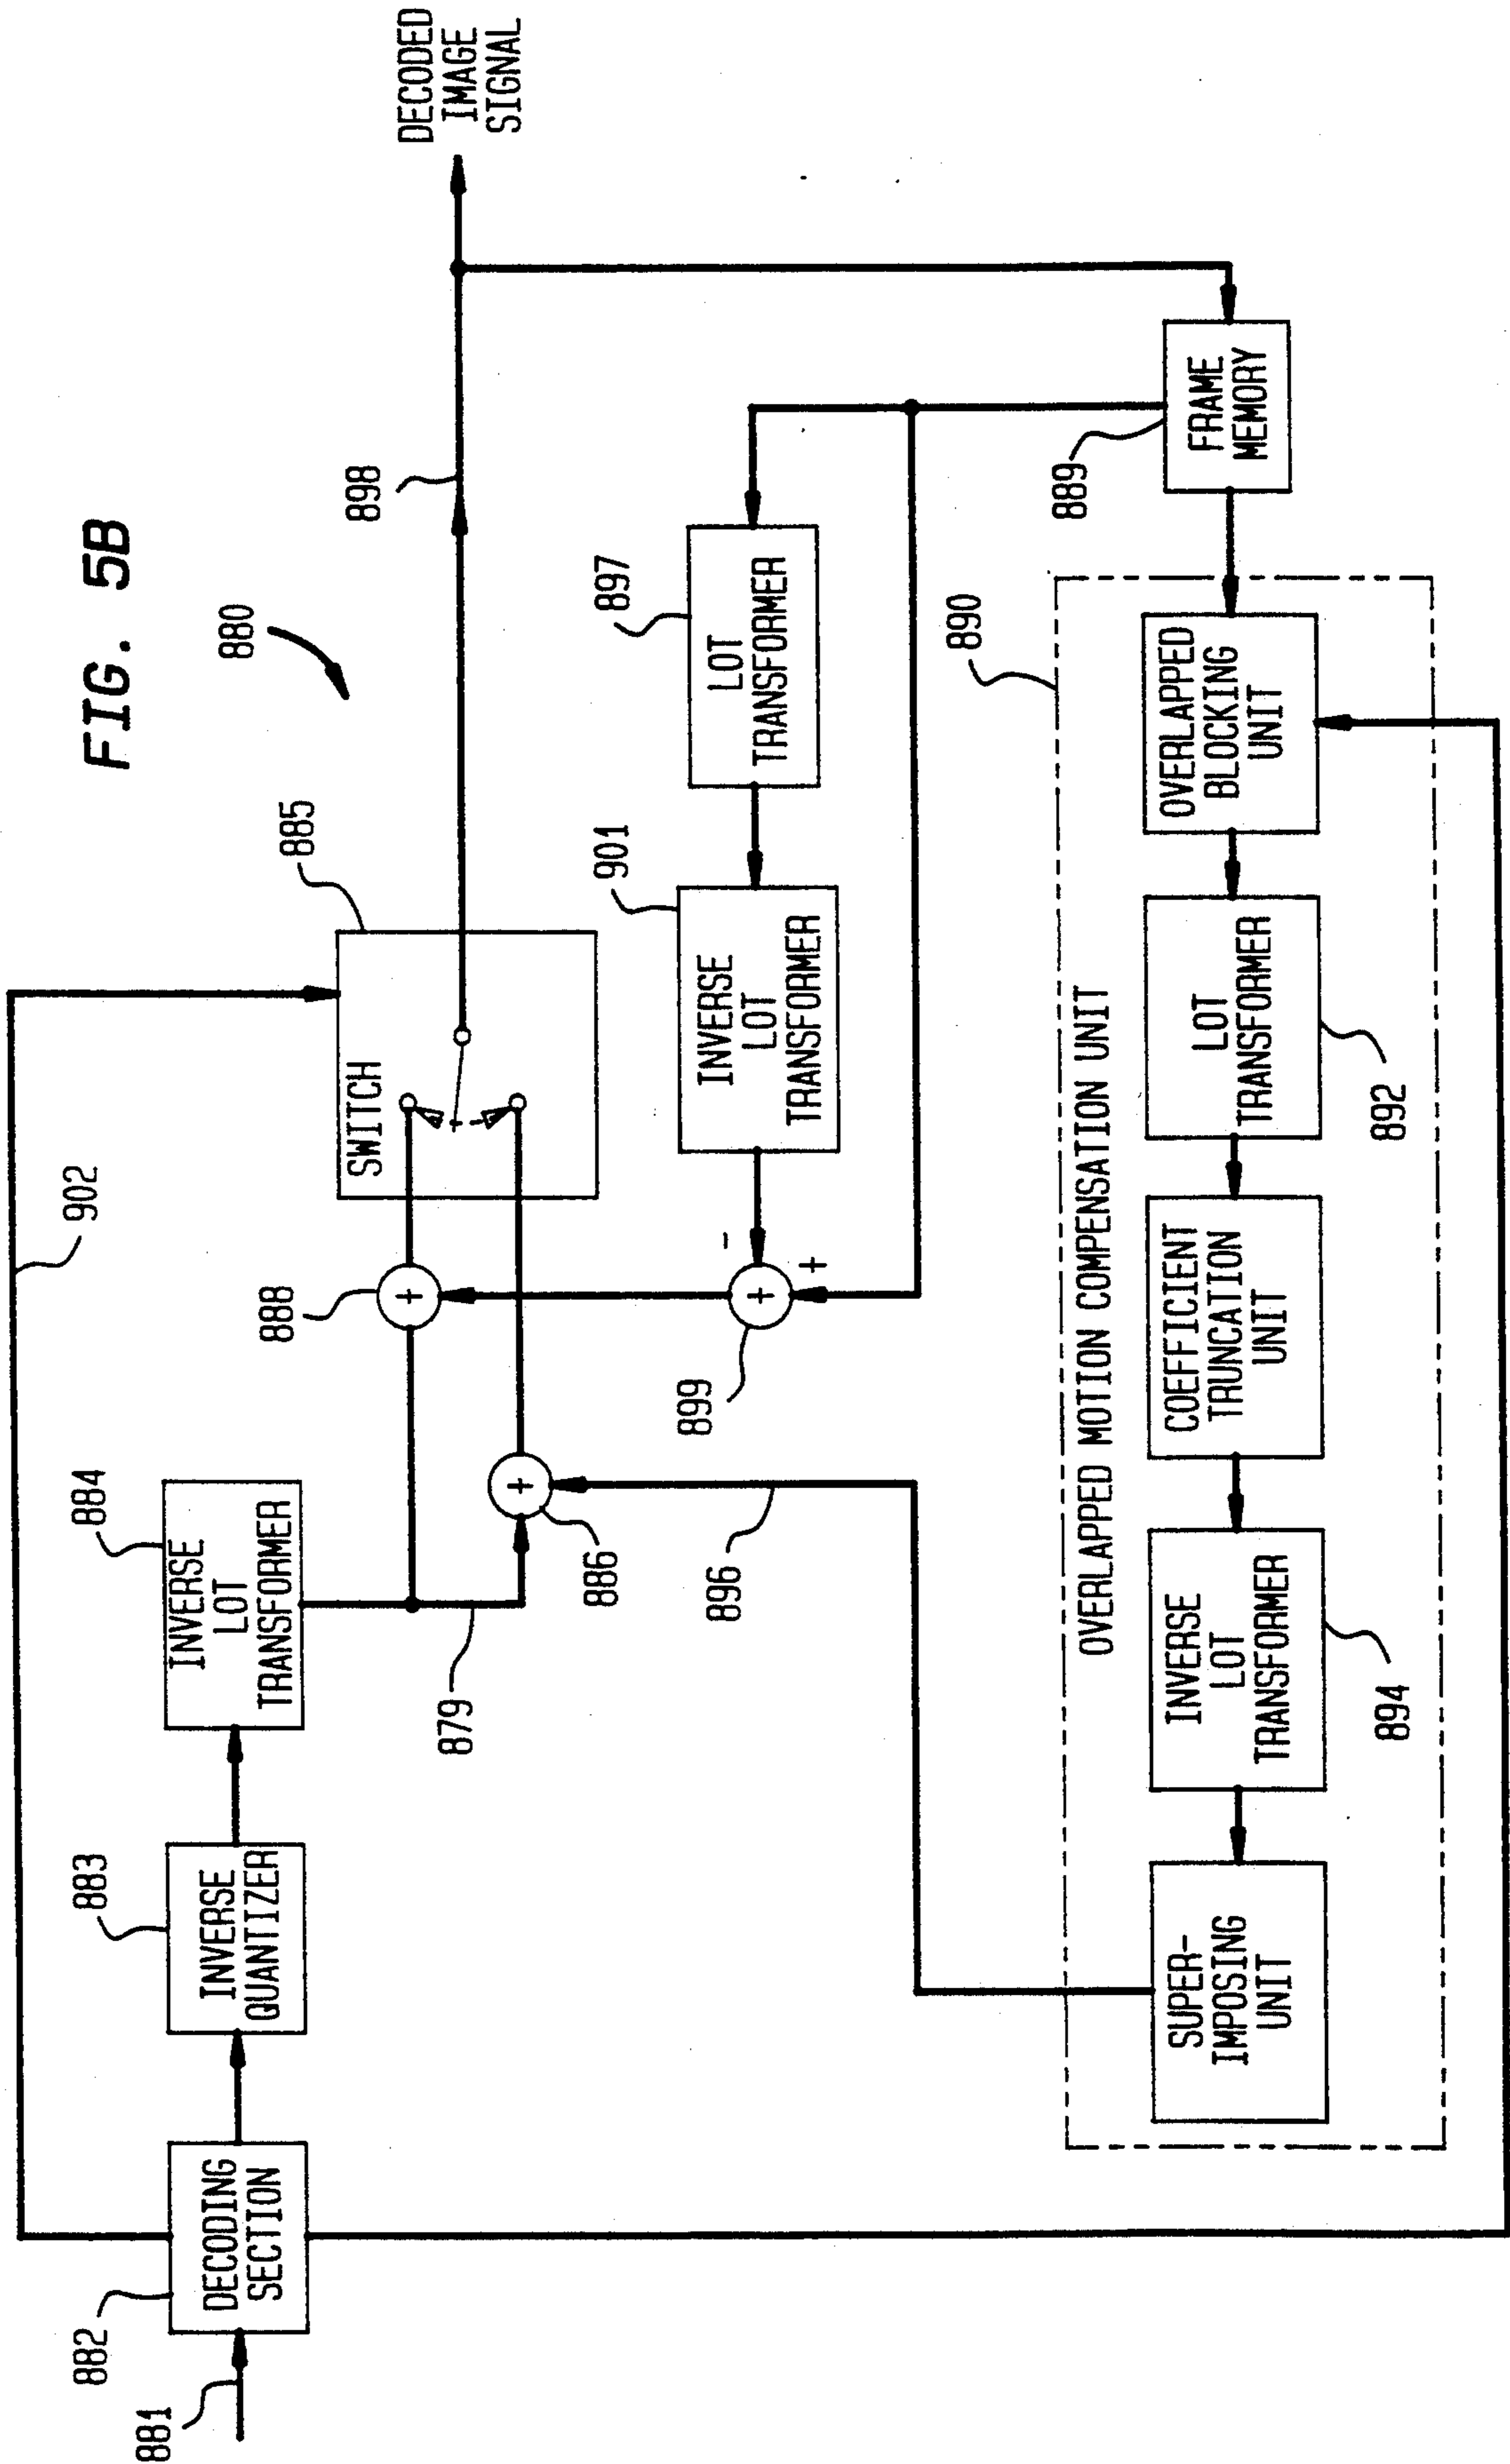 FIG. 5B
880
902
881
882
DECODING
SECTION
883
INVERSE
QUANTIZER
884
INVERSE
LOT
TRANSFORMER
879
886
+
888
+
885
SWITCH
898
DECODED
IMAGE
SIGNAL
899
+
-
+
901
INVERSE
LOT
TRANSFORMER
897
LOT
TRANSFORMER
896
889
FRAME
MEMORY
890
OVERLAPPED MOTION COMPENSATION UNIT
SUPER-
IMPOSING
UNIT
INVERSE
LOT
TRANSFORMER
894
COEFFICIENT
TRUNCATION
UNIT
LOT
TRANSFORMER
892
OVERLAPPED
BLOCKING
UNIT